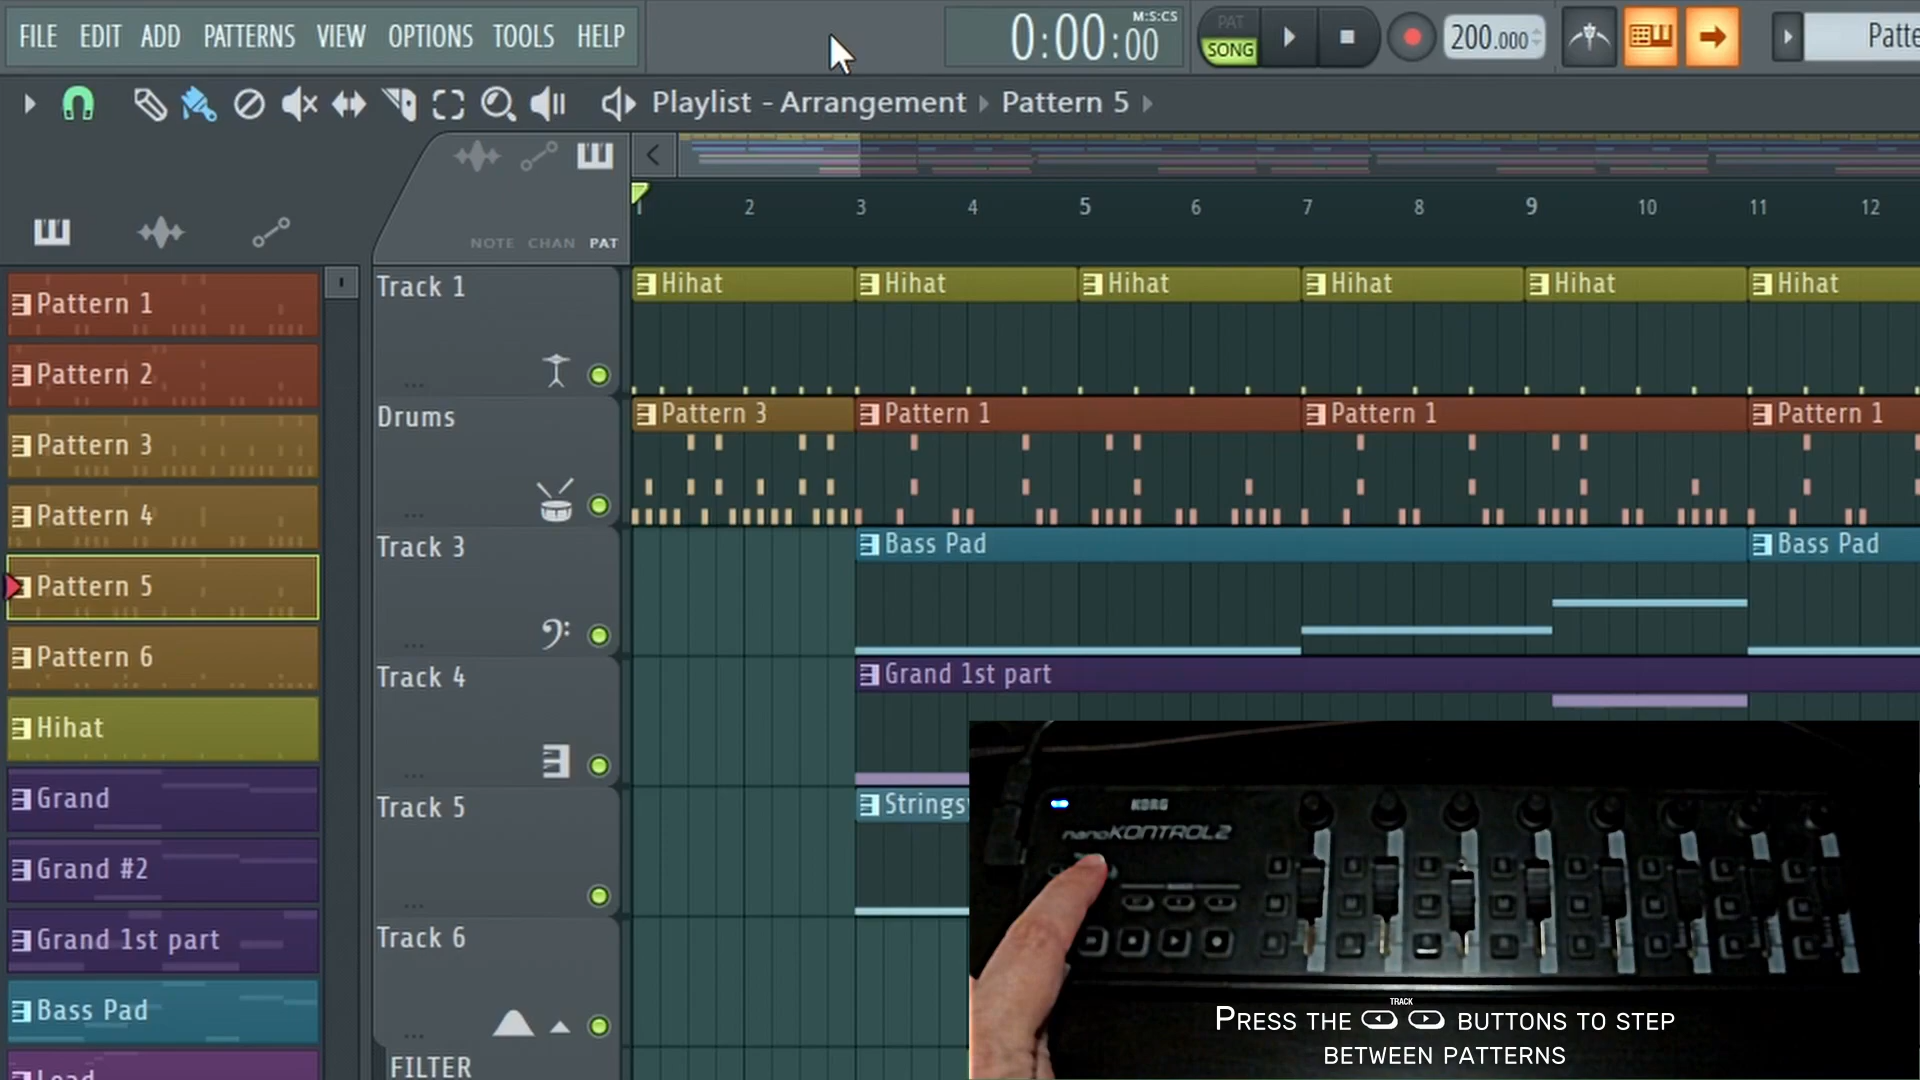 FILE EDIT ADD PATTERNS VIEW OPTIONS TOOLS HELP
M:S:CS
0:00:00
PAT
SONG
200.000
Patte
Playlist - Arrangement Pattern 5
NOTE CHAN PAT
1 2 3 4 5 6 7 8 9 10 11 12
Pattern 1
Pattern 2
Pattern 3
Pattern 4
Pattern 5
Pattern 6
Hihat
Grand
Grand #2
Grand 1st part
Bass Pad
Lead
Track 1
Hihat Hihat Hihat Hihat Hihat Hihat
Drums
Pattern 3 Pattern 1 Pattern 1 Pattern 1
Track 3
Bass Pad Bass Pad
Track 4
Grand 1st part
Track 5
Strings
Track 6
FILTER
KORG
nanoKONTROL2
TRACK
PRESS THE BUTTONS TO STEP
BETWEEN PATTERNS